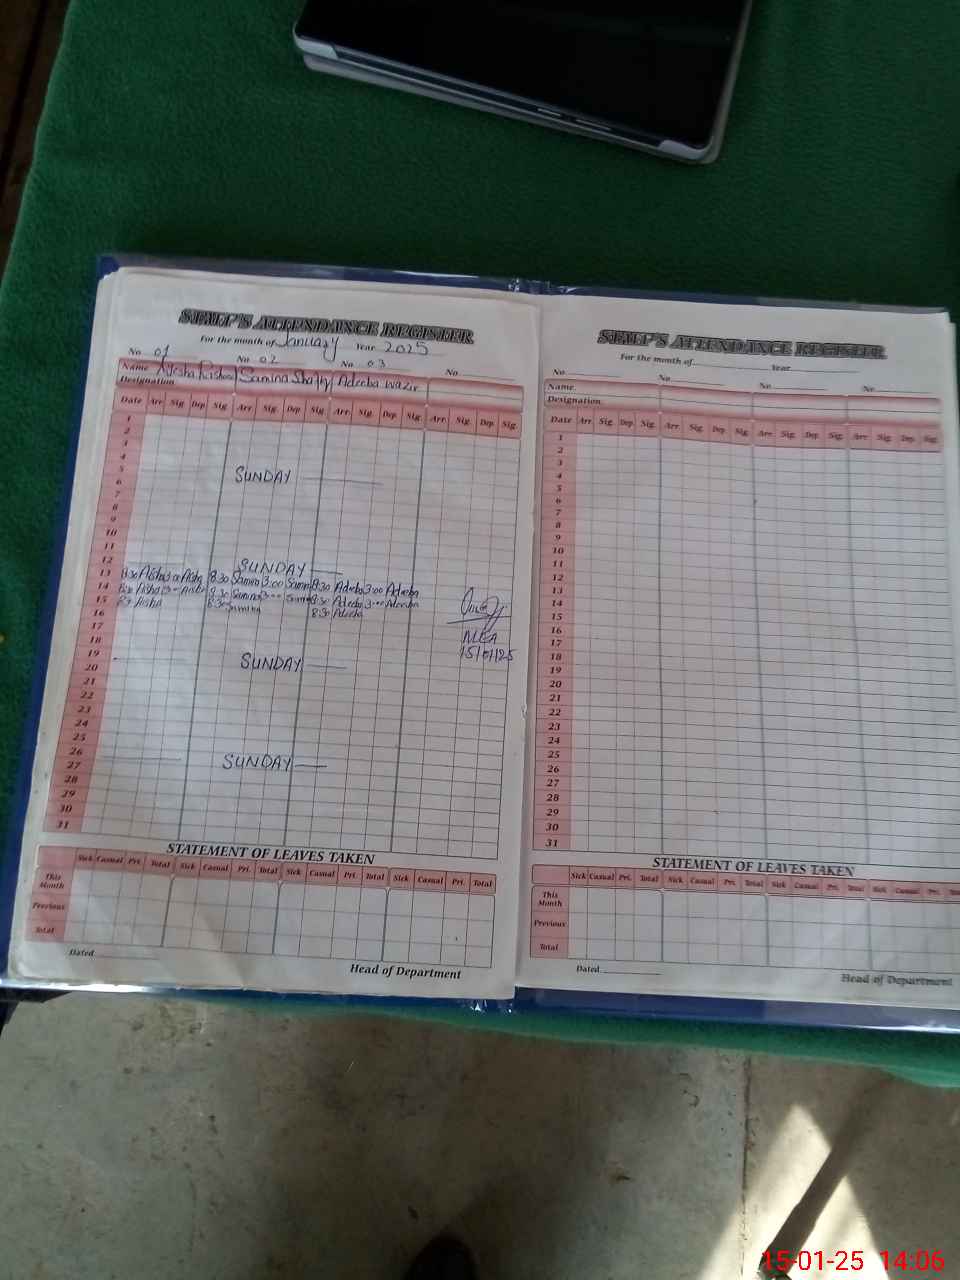 STAFF'S ATTENDANCE REGISTER
For the month of January Year 2025
No 01 No 02 No 03 No
Name Samina Adeeba wazir
Designation
Date Arr. Sig. Dep. Sig. Arr. Sig. Dep. Sig. Arr. Sig. Dep. Sig. Arr. Sig. Dep. Sig.
1
2
3
4
5 SUNDAY
6
7
8
9
10
11
12 SUNDAY
13 8:30 Aisha 3:00 Aisha 8:30 Samina 3:00 Samina 8:30 Adeeba 3:00 Adeeba
14 8:30 Aisha 3:00 Aisha 8:30 Samina 3:00 Samina 8:30 Adeeba 3:00 Adeeba
15 8:30 Aisha 8:30 Samina 8:30 Adeeba
16
17
18
19 SUNDAY
20
21
22
23
24
25
26 SUNDAY
27
28
29
30
31
MEA
15/01/25
STATEMENT OF LEAVES TAKEN
Sick Casual Pri. Total Sick Casual Pri. Total Sick Casual Pri. Total Sick Casual Pri. Total
This Month
Previous
Total
Dated
Head of Department
STAFF'S ATTENDANCE REGISTER
For the month of Year
No No No No
Name
Designation
Date Arr. Sig. Dep. Sig. Arr. Sig. Dep. Sig. Arr. Sig. Dep. Sig. Arr. Sig. Dep. Sig.
1
2
3
4
5
6
7
8
9
10
11
12
13
14
15
16
17
18
19
20
21
22
23
24
25
26
27
28
29
30
31
STATEMENT OF LEAVES TAKEN
Sick Casual Pri. Total Sick Casual Pri. Total Sick Casual Pri. Total Sick Casual Pri.
This Month
Previous
Total
Dated
Head of Department
15-01-25 14:06